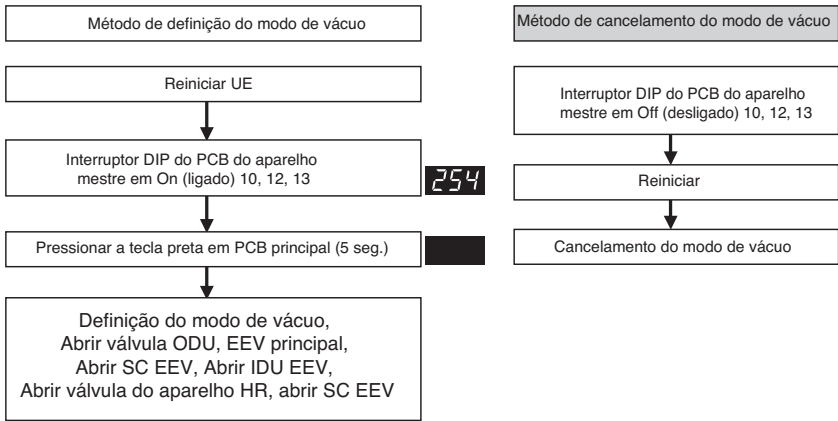 Método de definição do modo de vácuo
Reiniciar UE
Interruptor DIP do PCB do aparelho
mestre em On (ligado) 10, 12, 13
254
Pressionar a tecla preta em PCB principal (5 seg.)
Definição do modo de vácuo,
Abrir válvula ODU, EEV principal,
Abrir SC EEV, Abrir IDU EEV,
Abrir válvula do aparelho HR, abrir SC EEV
Método de cancelamento do modo de vácuo
Interruptor DIP do PCB do aparelho
mestre em Off (desligado) 10, 12, 13
Reiniciar
Cancelamento do modo de vácuo